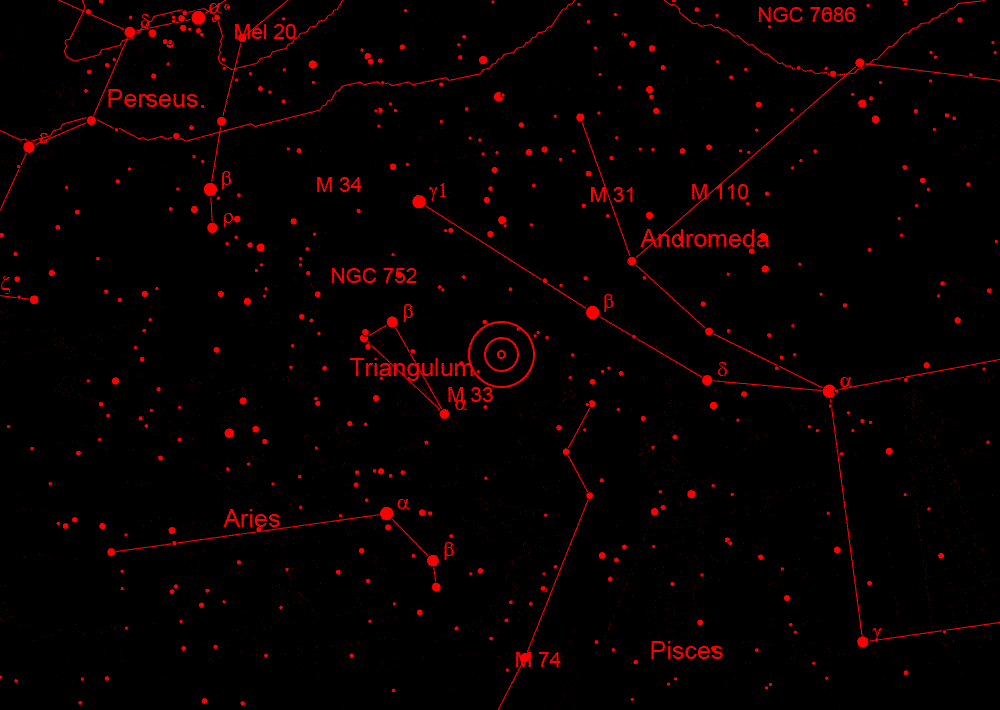 NGC 7686
δ
α
Mel 20
Perseus.
ε
β
M 34
γ1
M 31
M 110
ρ
Andromeda
NGC 752
ζ
β
β
Triangulum.
δ
α
M 33
α
α
Aries
β
γ
Pisces
M 74